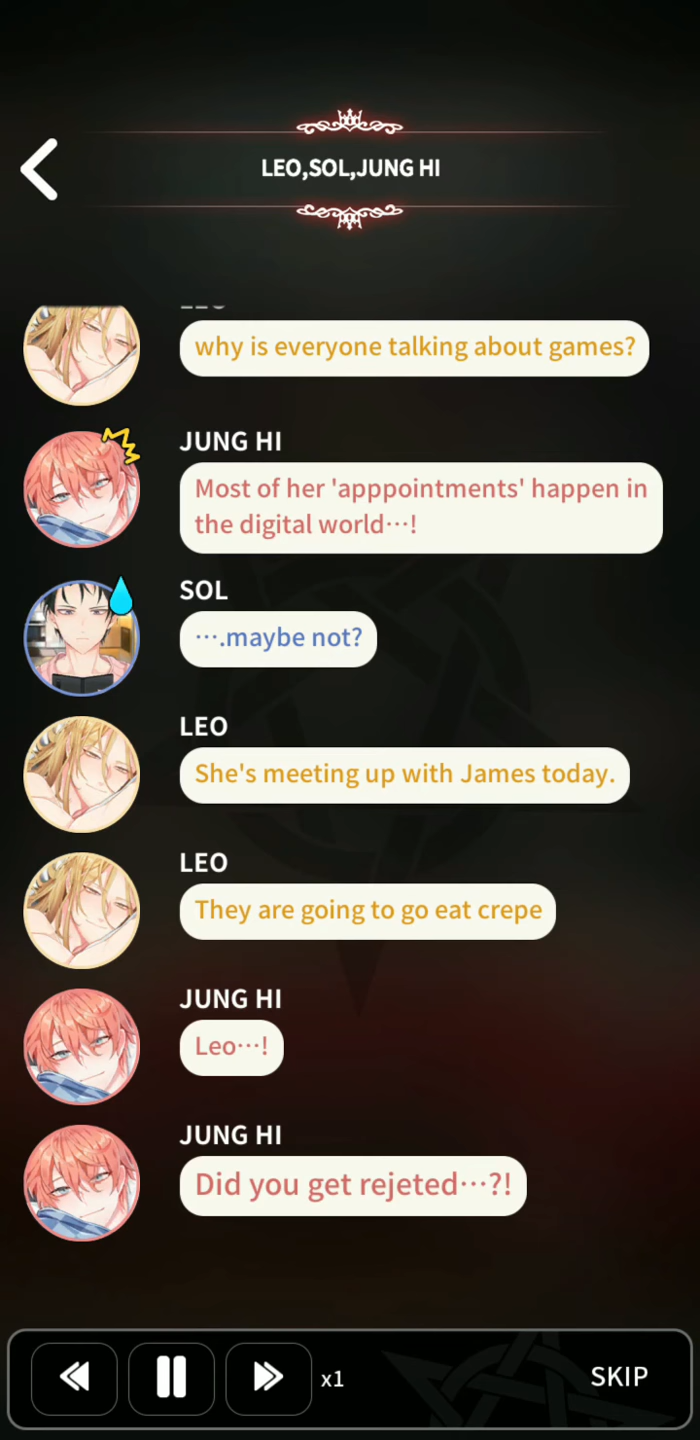 LEO,SOL,JUNG HI
why is everyone talking about games?
JUNG HI
Most of her 'apppointments' happen in
the digital world···!
SOL
···.maybe not?
LEO
She's meeting up with James today.
LEO
They are going to go eat crepe
JUNG HI
Leo···!
JUNG HI
Did you get rejeted···?!
x1
SKIP